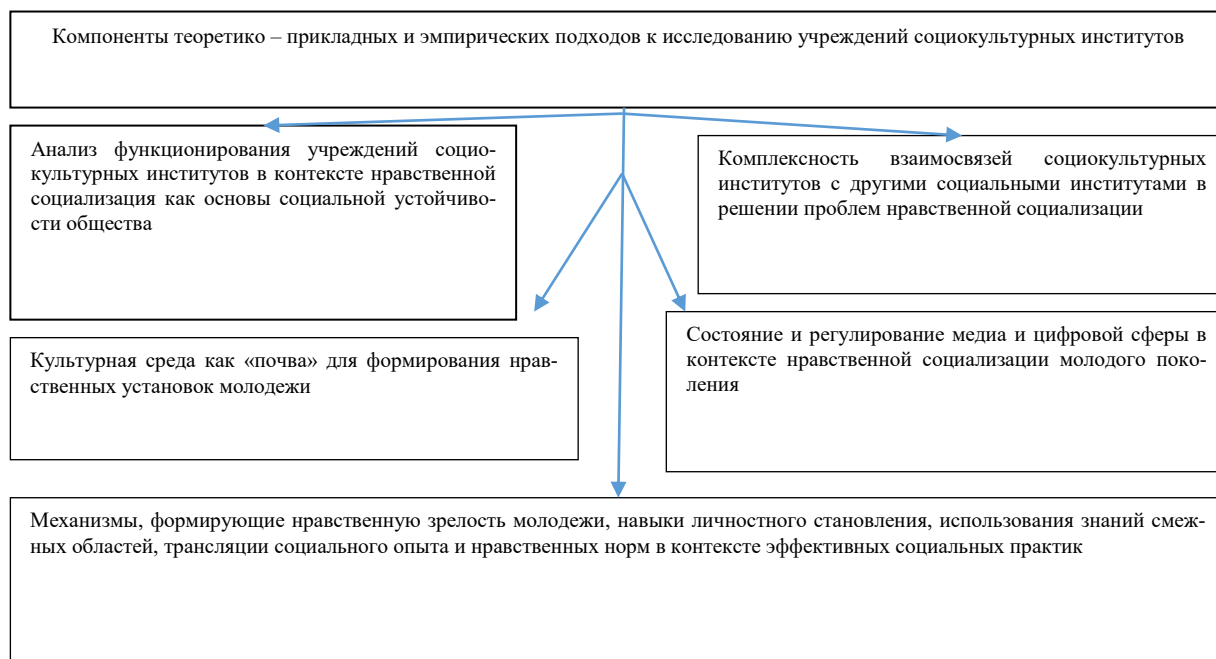 Компоненты теоретико – прикладных и эмпирических подходов к исследованию учреждений социокультурных институтов
Анализ функционирования учреждений социо-
культурных институтов в контексте нравственной
социализация как основы социальной устойчиво-
сти общества
Комплексность взаимосвязей социокультурных
институтов с другими социальными институтами в
решении проблем нравственной социализации
Культурная среда как «почва» для формирования нрав-
ственных установок молодежи
Состояние и регулирование медиа и цифровой сферы в
контексте нравственной социализации молодого поко-
ления
Механизмы, формирующие нравственную зрелость молодежи, навыки личностного становления, использования знаний смеж-
ных областей, трансляции социального опыта и нравственных норм в контексте эффективных социальных практик